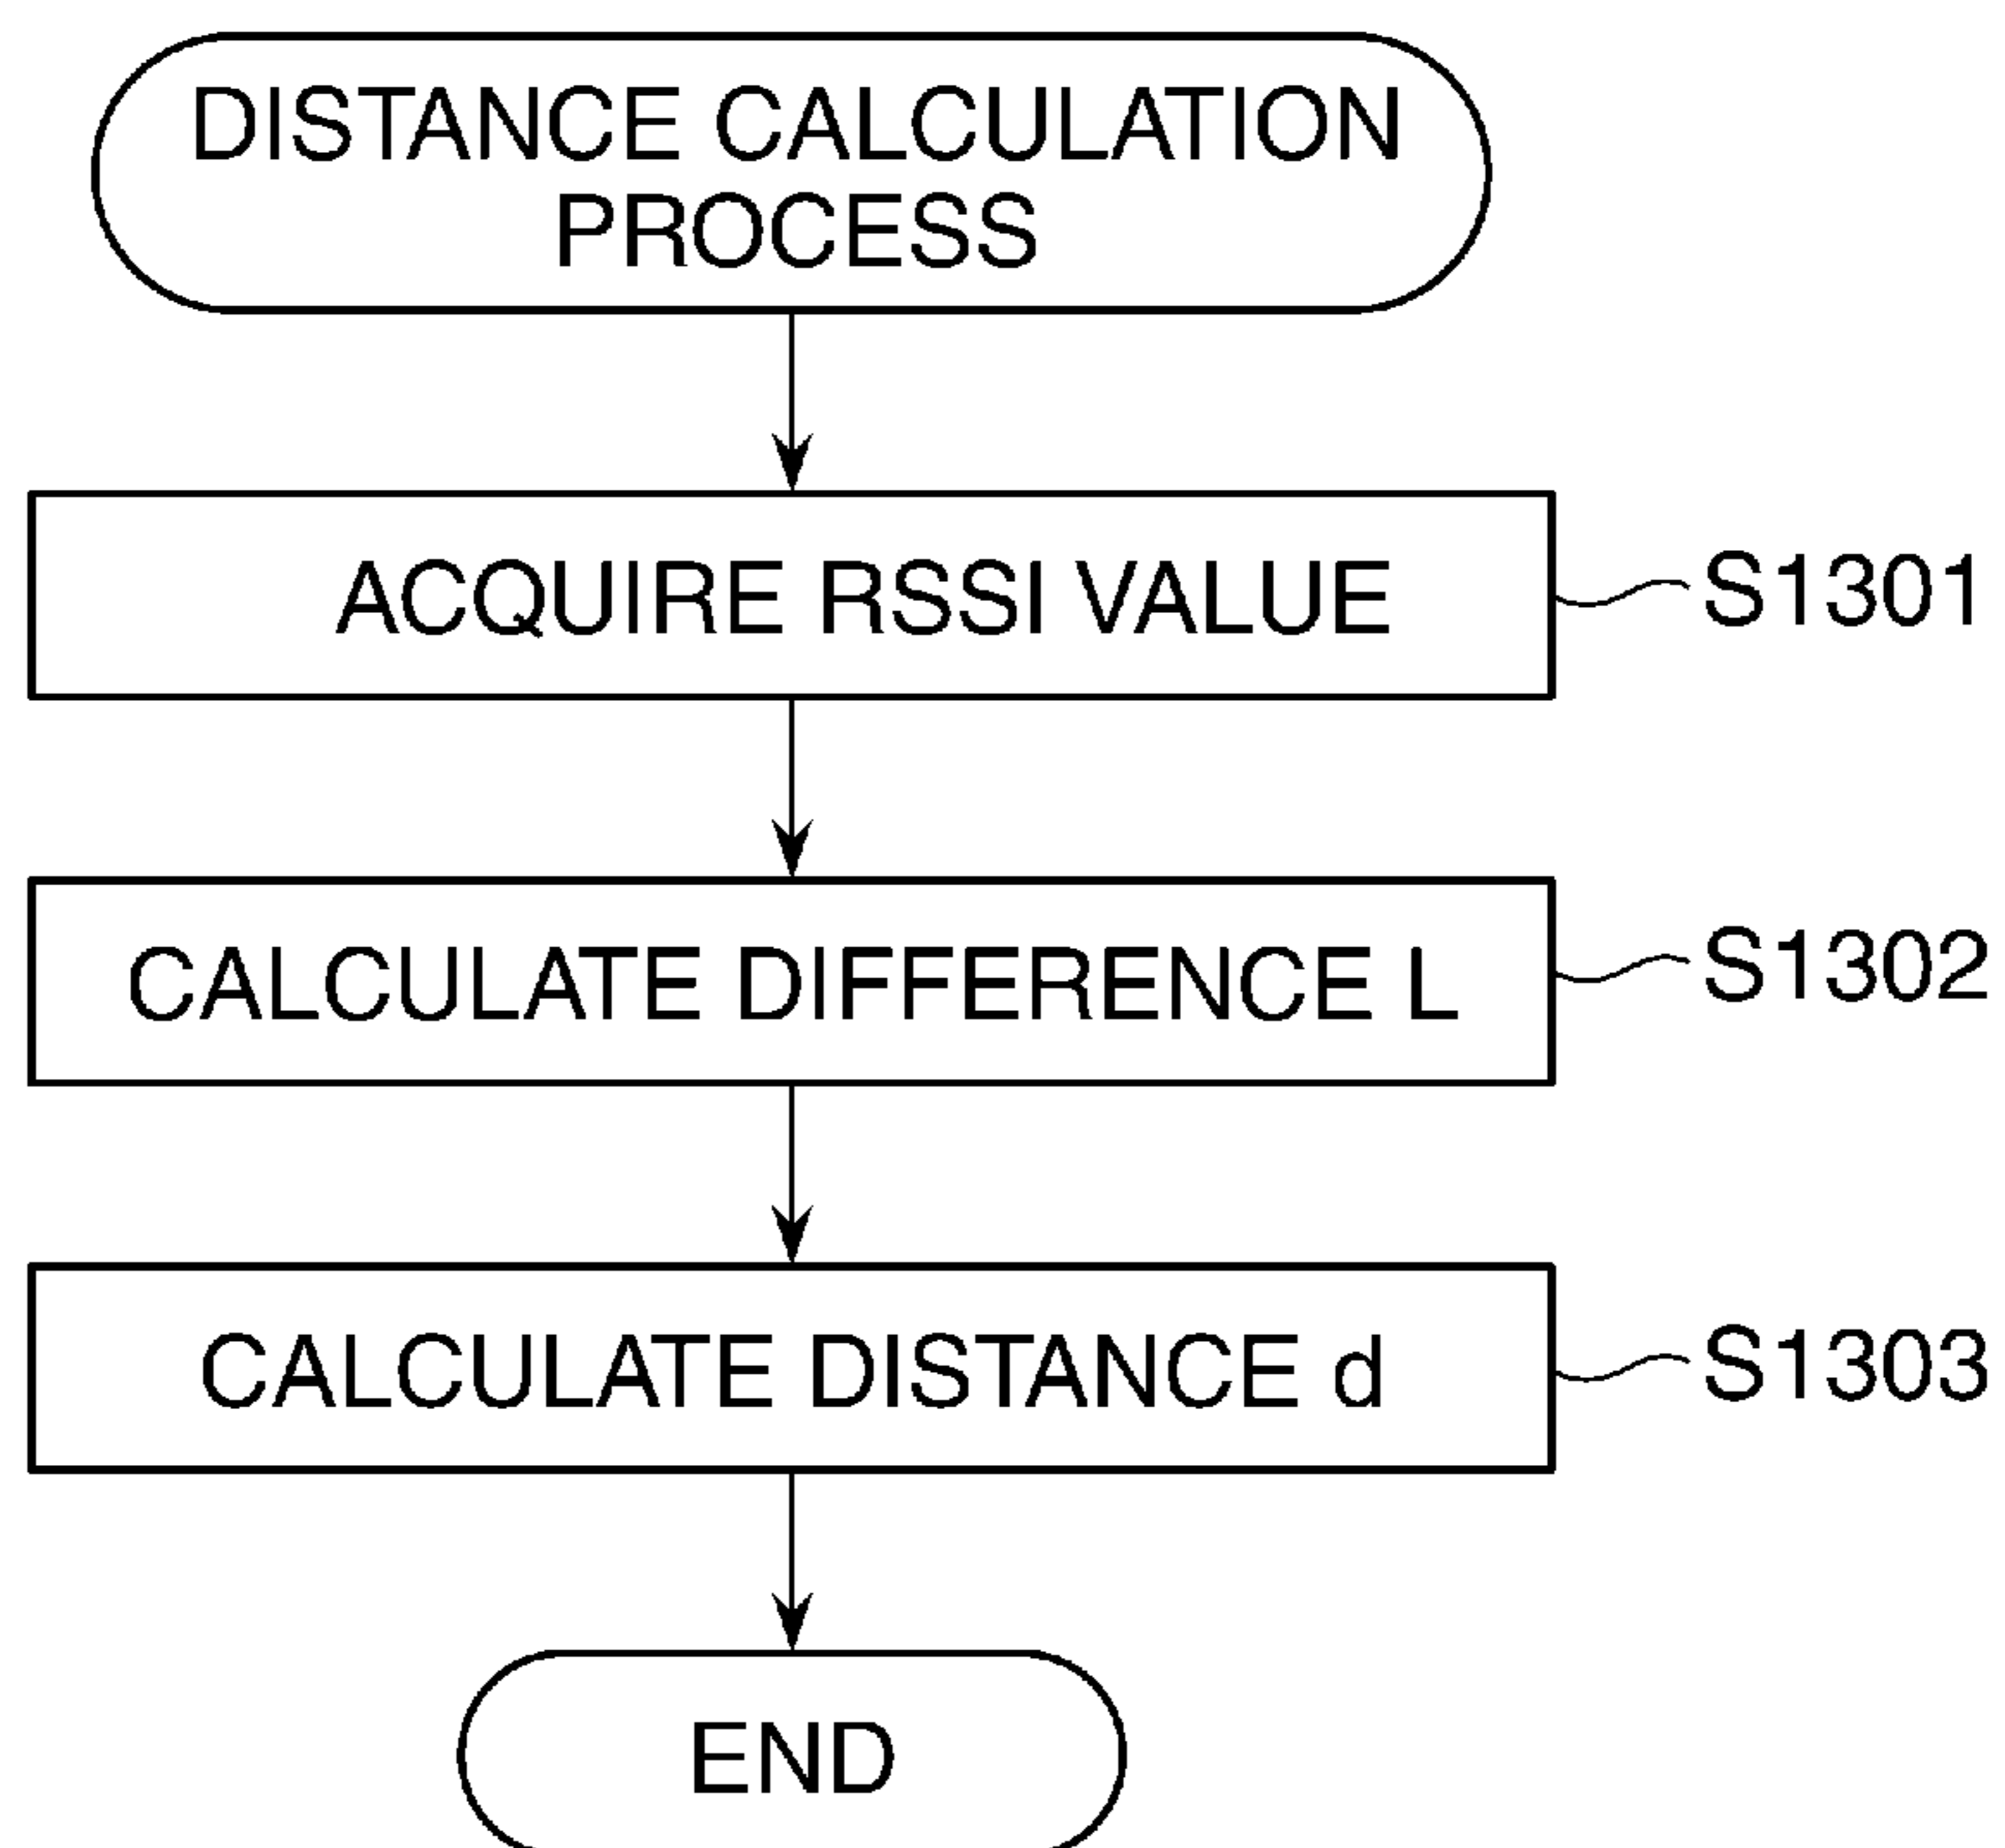 DISTANCE CALCULATION
PROCESS
ACQUIRE RSSI VALUE
S1301
CALCULATE DIFFERENCE L
S1302
CALCULATE DISTANCE d
S1303
END